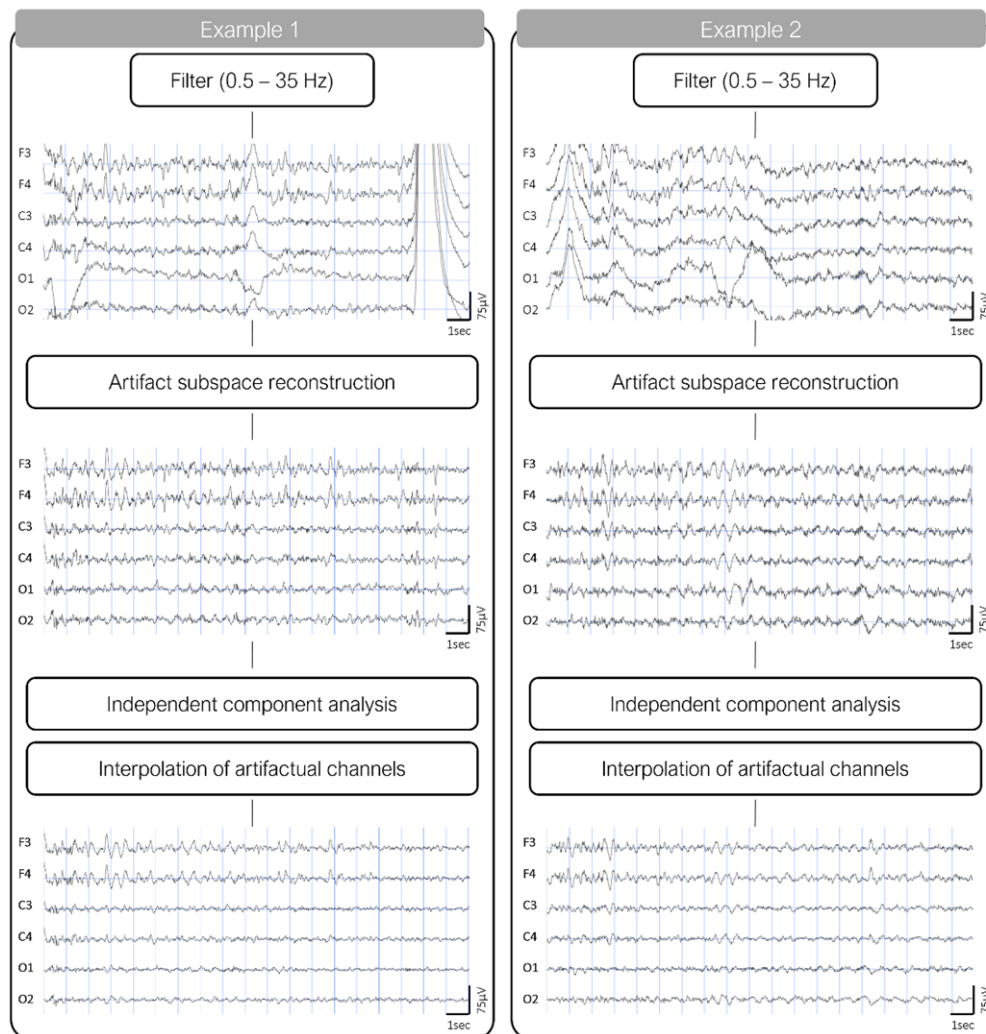 Example 1
Filter (0.5 – 35 Hz)
F3
F4
C3
C4
O1
O2
75µV
1sec
Artifact subspace reconstruction
F3
F4
C3
C4
O1
O2
75µV
1sec
Independent component analysis
Interpolation of artifactual channels
F3
F4
C3
C4
O1
O2
75µV
1sec
Example 2
Filter (0.5 – 35 Hz)
F3
F4
C3
C4
O1
O2
75µV
1sec
Artifact subspace reconstruction
F3
F4
C3
C4
O1
O2
75µV
1sec
Independent component analysis
Interpolation of artifactual channels
F3
F4
C3
C4
O1
O2
75µV
1sec